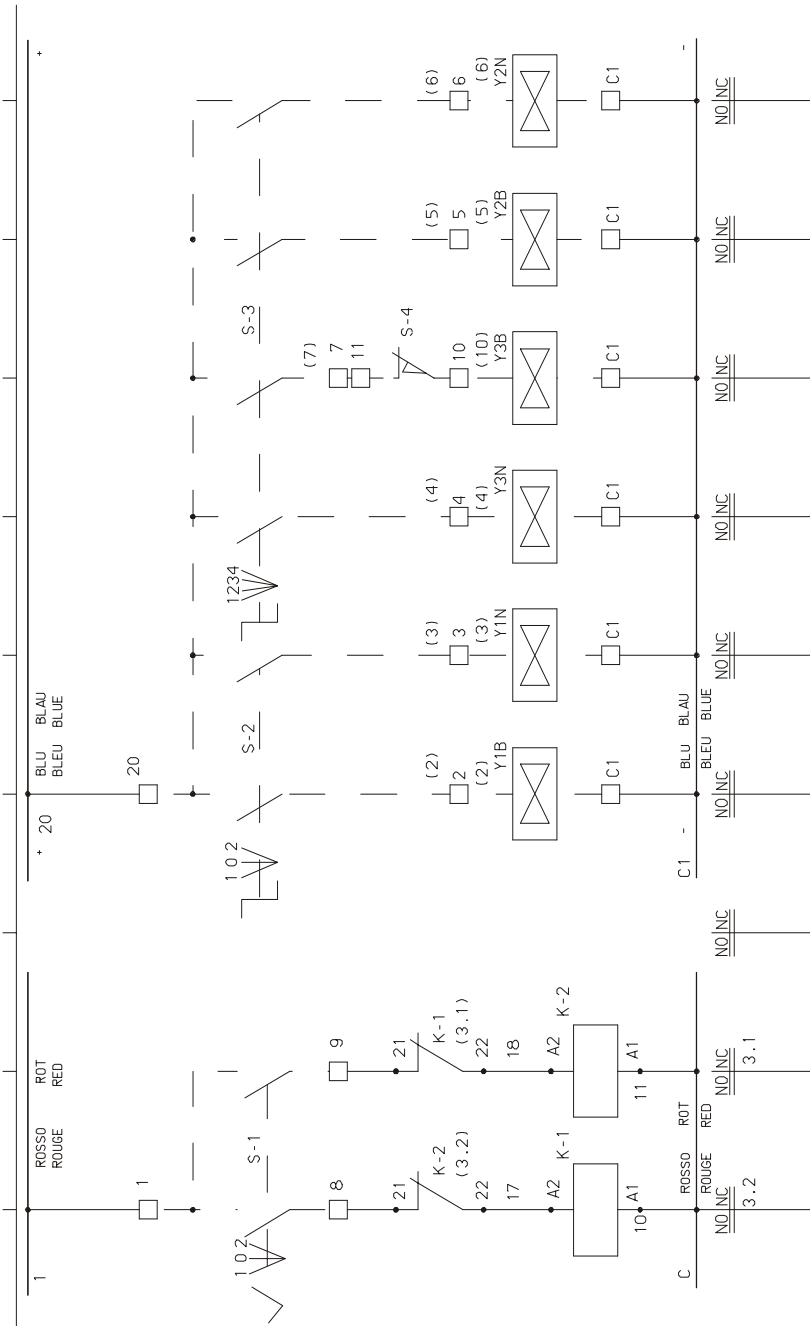 1 ROSSO ROT + 20 BLU BLAU +
ROUGE RED BLEU BLUE
1 20
1 0 2 S-1 1 0 2 S-2 1234 S-3
(7)
8 9 7
11
21 21 S-4
K-2 K-1 (2) (3) (4) (5) (6)
(3.2) (3.1) 2 3 4 10 5 6
22 22 (2) (3) (4) (10) (5) (6)
17 18 Y1B Y1N Y3N Y3B Y2B Y2N
A2 A2
K-1 K-2
A1 A1 C1 C1 C1 C1 C1 C1
10 11
C ROSSO ROT C1 - BLU BLAU -
ROUGE RED BLEU BLUE
NO NC NO NC NO NC NO NC NO NC NO NC NO NC NO NC NO NC
3.2 3.1